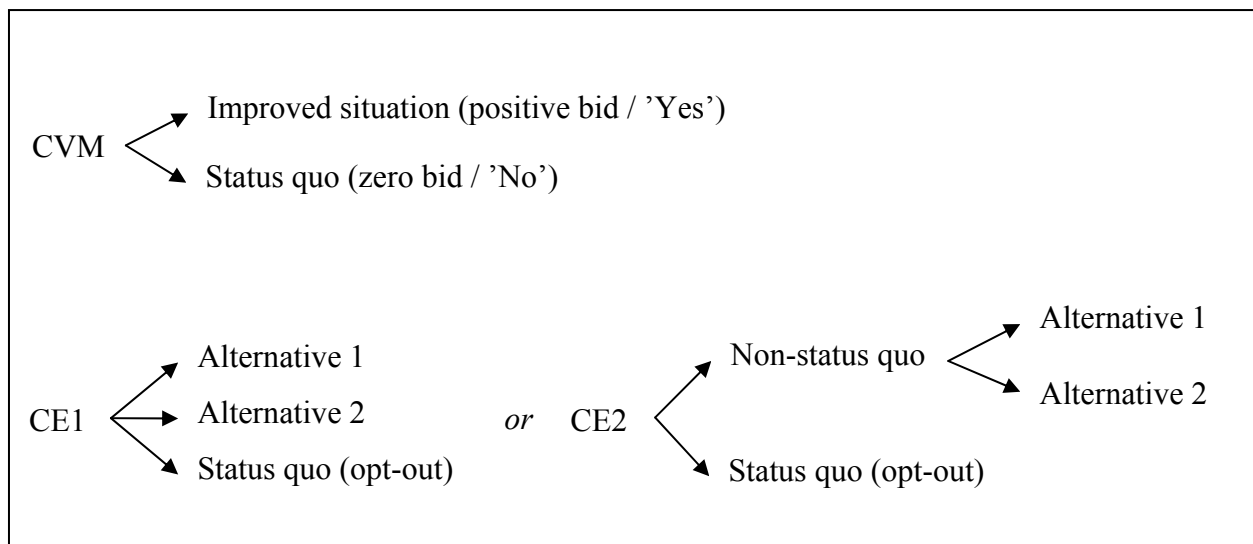 Improved situation (positive bid / ’Yes’)
CVM
Status quo (zero bid / ’No’)
Alternative 1
Alternative 2
Status quo (opt-out)
CE1
or
CE2
Non-status quo
Status quo (opt-out)
Alternative 1
Alternative 2